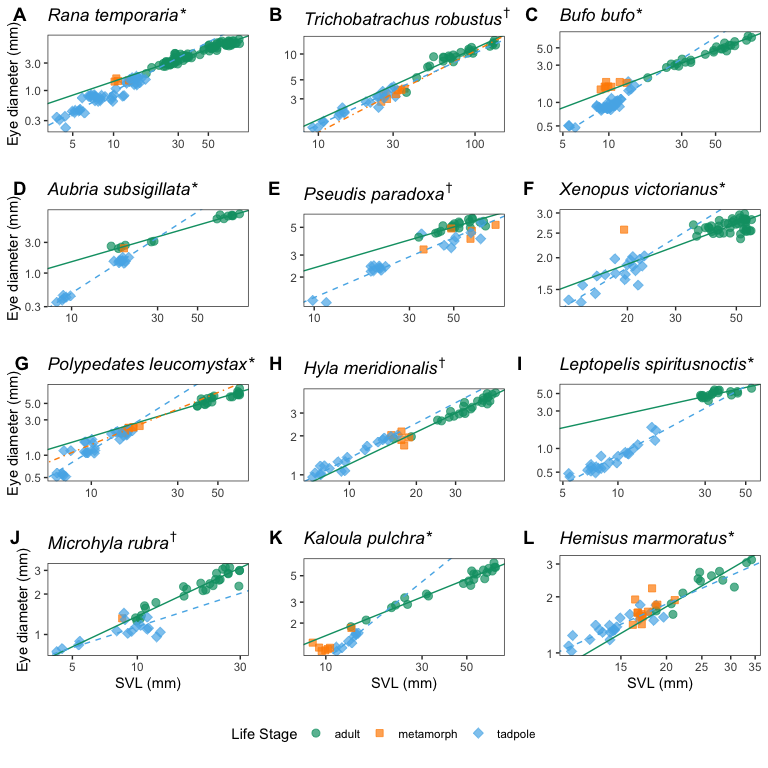 A Rana temporaria*
B Trichobatrachus robustus†
C Bufo bufo*
Eye diameter (mm)
3.0
1.0
0.3
5 10 30 50
10
5
3
10 30 100
5.0
3.0
1.0
0.5
5 10 30 50
D Aubria subsigillata*
E Pseudis paradoxa†
F Xenopus victorianus*
Eye diameter (mm)
3.0
1.0
0.3
10 30 50
5
3
2
10 30 50
3.0
2.5
2.0
1.5
20 30 50
G Polypedates leucomystax*
H Hyla meridionalis†
I Leptopelis spiritusnoctis*
Eye diameter (mm)
5.0
3.0
1.0
0.5
10 30 50
3
2
1
10 20 30
5.0
3.0
1.0
0.5
5 10 30 50
J Microhyla rubra†
K Kaloula pulchra*
L Hemisus marmoratus*
Eye diameter (mm)
3
2
1
5 10 30
5
3
2
10 30 50
3
2
1
15 20 25 30 35
SVL (mm) SVL (mm) SVL (mm)
Life Stage adult metamorph tadpole